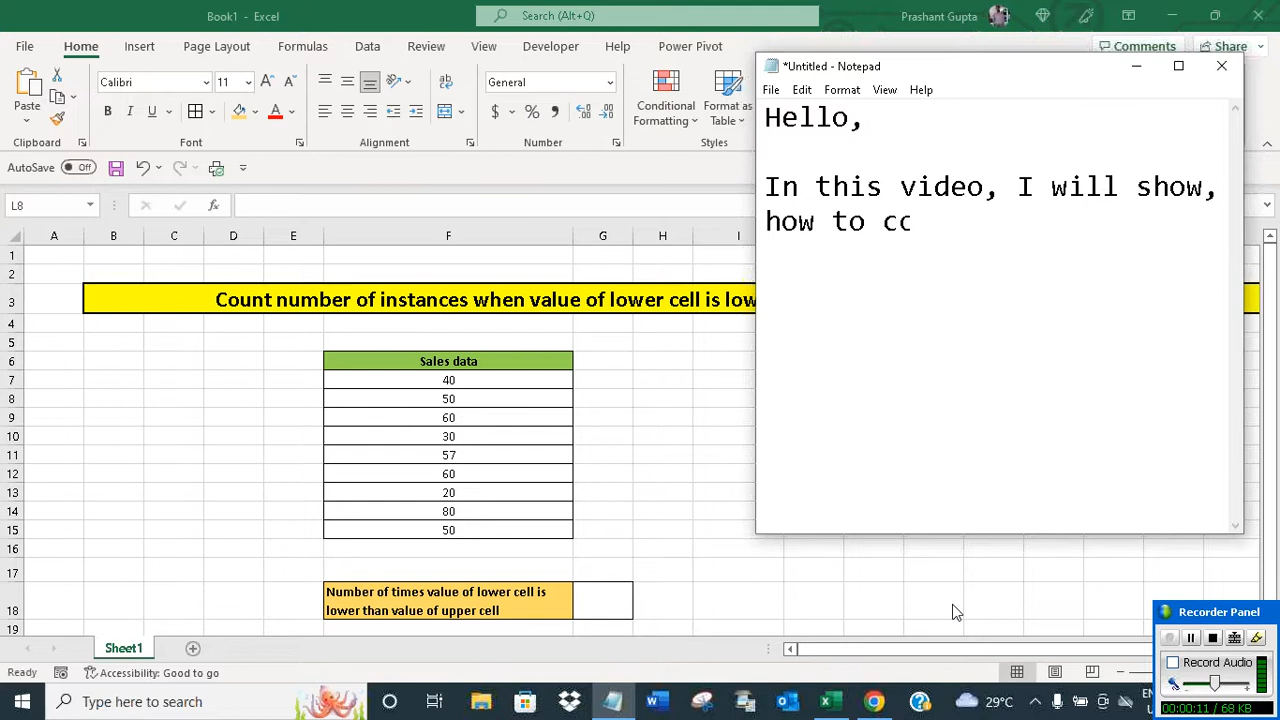 Book1 - Excel
Search (Alt+Q)
Prashant Gupta
File Home Insert Page Layout Formulas Data Review View Developer Help Power Pivot
Comments Share
Paste
Calibri 11
B I U
General
$ % 9
Conditional Formatting
Format as Table
Clipboard Font Alignment Number Styles
AutoSave Off
L8
fx
*Untitled - Notepad
File Edit Format View Help
Hello,
In this video, I will show,
how to cc
A B C D E F G H I
1
2
3 Count number of instances when value of lower cell is low
4
5
6 Sales data
7 40
8 50
9 60
10 30
11 57
12 60
13 20
14 80
15 50
16
17
18 Number of times value of lower cell is
lower than value of upper cell
19
Sheet1
Ready Accessibility: Good to go
Recorder Panel
Record Audio
00:00:11 / 68 KB
Type here to search
29°C